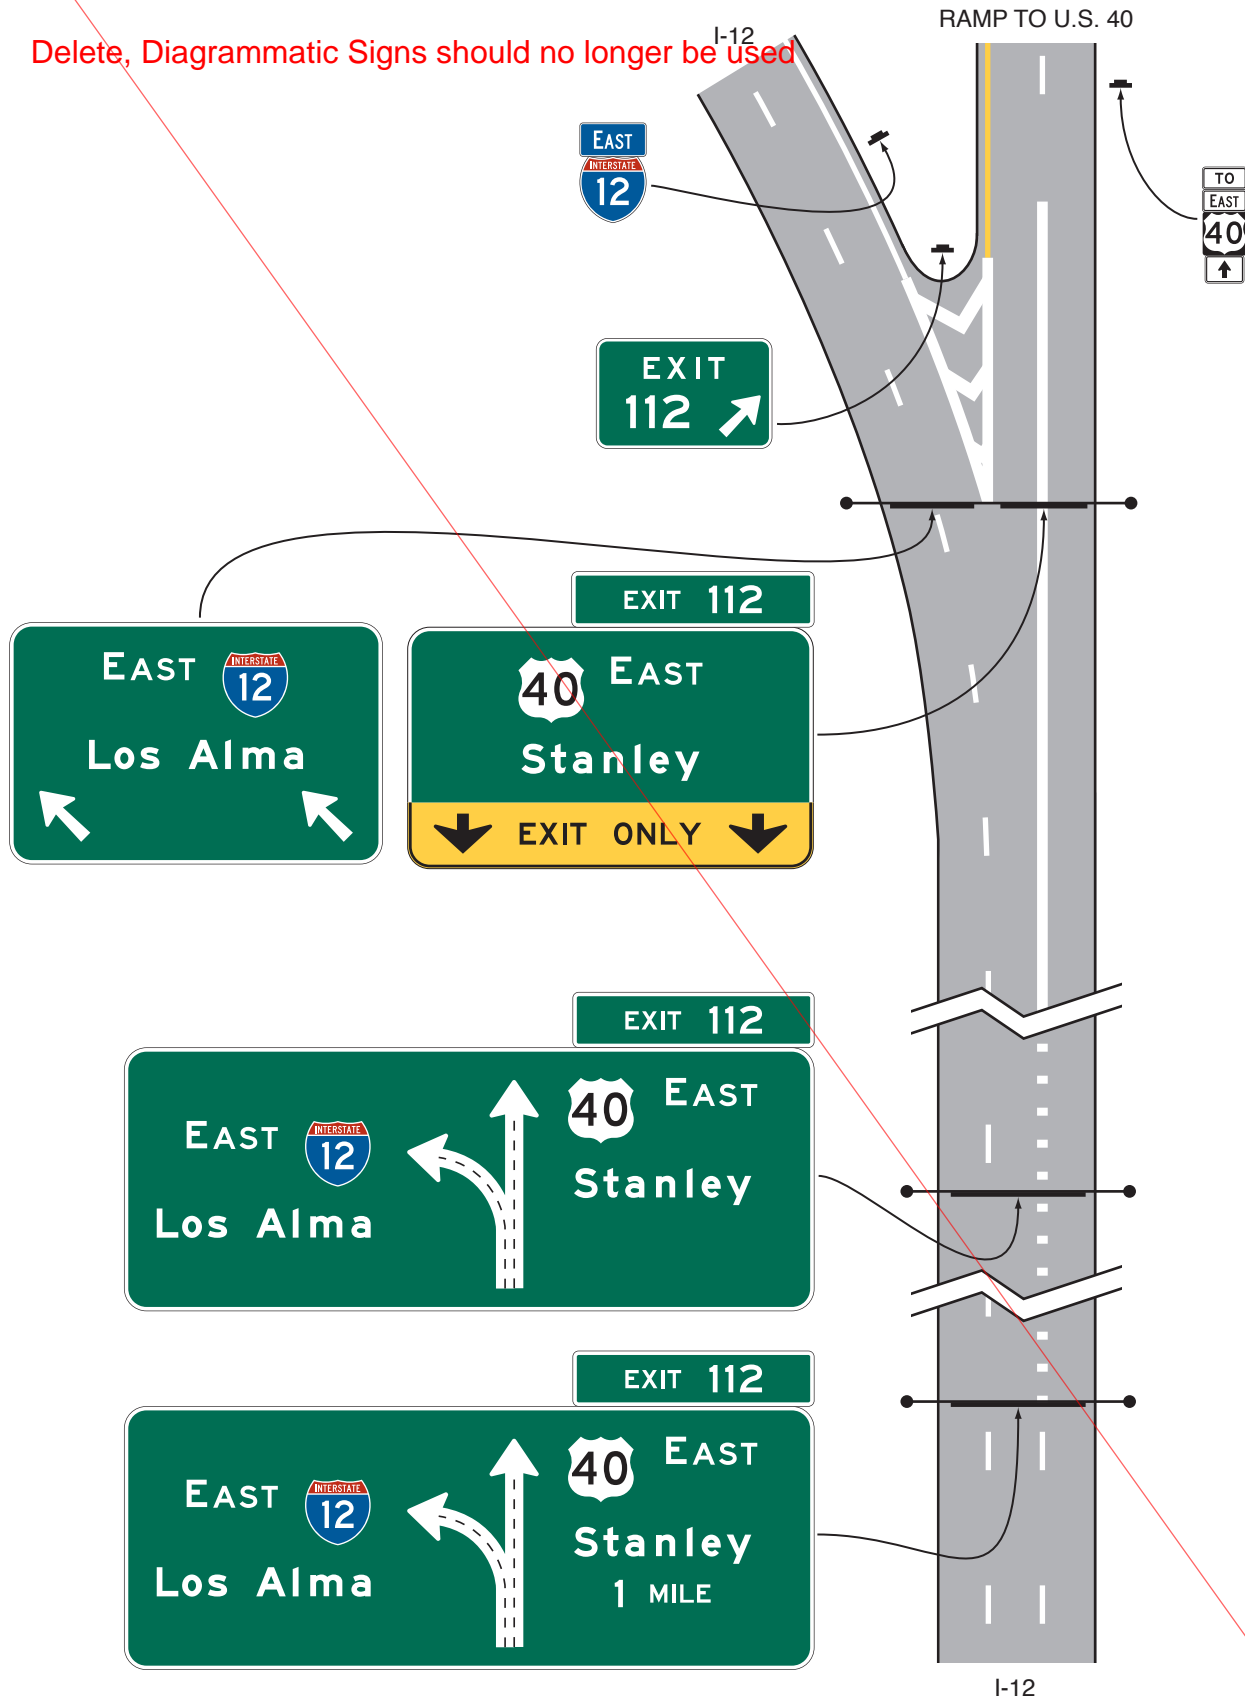 RAMP TO U.S. 40
I-12
Delete, Diagrammatic Signs should no longer be used
EAST
INTERSTATE
12
TO
EAST
40
EXIT
112
EXIT 112
EAST
INTERSTATE
12
Los Alma
40 EAST
Stanley
EXIT ONLY
EXIT 112
40 EAST
EAST
INTERSTATE
12
Stanley
Los Alma
EXIT 112
40 EAST
EAST
INTERSTATE
12
Stanley
Los Alma
1 MILE
I-12